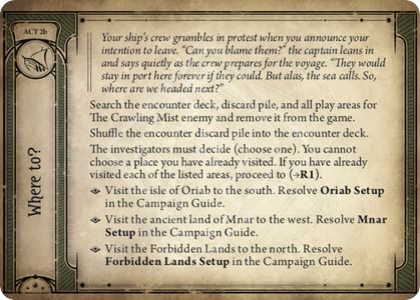 ACT 2b
Where to?
Your ship's crew grumbles in protest when you announce your
intention to leave. “Can you blame them?” the captain leans in
and says quietly as the crew prepares for the voyage. “They would
stay in port here forever if they could. But alas, the sea calls. So,
where are we headed next?”
Search the encounter deck, discard pile, and all play areas for
The Crawling Mist enemy and remove it from the game.
Shuffle the encounter discard pile into the encounter deck.
The investigators must decide (choose one). You cannot
choose a place you have already visited. If you have already
visited each of the listed areas, proceed to (→R1).
Visit the isle of Oriab to the south. Resolve Oriab Setup
in the Campaign Guide.
Visit the ancient land of Mnar to the west. Resolve Mnar
Setup in the Campaign Guide.
Visit the Forbidden Lands to the north. Resolve
Forbidden Lands Setup in the Campaign Guide.